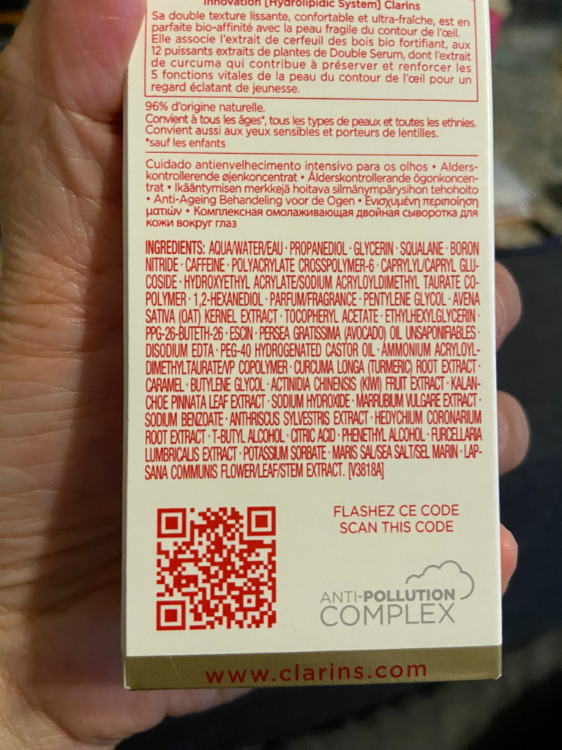 Innovation [Hydrolipidic System] Clarins
Sa double texture lissante, confortable et ultra-fraîche, est en
parfaite bio-affinité avec la peau fragile du contour de l'œil.
Elle associe l'extrait de cerfeuil des bois bio fortifiant, aux
12 puissants extraits de plantes de Double Serum, dont l'extrait
de curcuma qui contribue à préserver et renforcer les
5 fonctions vitales de la peau du contour de l'œil pour un
regard éclatant de jeunesse.
96% d'origine naturelle.
Convient à tous les âges*, tous les types de peaux et toutes les ethnies.
Convient aussi aux yeux sensibles et porteurs de lentilles.
*sauf les enfants
Cuidado antienvelhecimento intensivo para os olhos • Alders-
kontrollerende øjenkoncentrat • Ålderskontrollerande ögonkoncen-
trat • Ikääntymisen merkkejä hoitava silmänympärysihon tehohoito
• Anti-Ageing Behandeling voor de Ogen • Ενισχυμένη περιποίηση
ματιών • Комплексная омолаживающая двойная сыворотка для
кожи вокруг глаз
INGREDIENTS: AQUA/WATER/EAU · PROPANEDIOL · GLYCERIN · SQUALANE · BORON
NITRIDE · CAFFEINE · POLYACRYLATE CROSSPOLYMER-6 · CAPRYLYL/CAPRYL GLU-
COSIDE · HYDROXYETHYL ACRYLATE/SODIUM ACRYLOYLDIMETHYL TAURATE CO-
POLYMER · 1,2-HEXANEDIOL · PARFUM/FRAGRANCE · PENTYLENE GLYCOL · AVENA
SATIVA (OAT) KERNEL EXTRACT · TOCOPHERYL ACETATE · ETHYLHEXYLGLYCERIN ·
PPG-26-BUTETH-26 · ESCIN · PERSEA GRATISSIMA (AVOCADO) OIL UNSAPONIFIABLES ·
DISODIUM EDTA · PEG-40 HYDROGENATED CASTOR OIL · AMMONIUM ACRYLOYL-
DIMETHYLTAURATE/VP COPOLYMER · CURCUMA LONGA (TURMERIC) ROOT EXTRACT ·
CARAMEL · BUTYLENE GLYCOL · ACTINIDIA CHINENSIS (KIWI) FRUIT EXTRACT · KALAN-
CHOE PINNATA LEAF EXTRACT · SODIUM HYDROXIDE · MARRUBIUM VULGARE EXTRACT ·
SODIUM BENZOATE · ANTHRISCUS SYLVESTRIS EXTRACT · HEDYCHIUM CORONARIUM
ROOT EXTRACT · T-BUTYL ALCOHOL · CITRIC ACID · PHENETHYL ALCOHOL · FURCELLARIA
LUMBRICALIS EXTRACT · POTASSIUM SORBATE · MARIS SAL/SEA SALT/SEL MARIN · LAP-
SANA COMMUNIS FLOWER/LEAF/STEM EXTRACT. [V3818A]
FLASHEZ CE CODE
SCAN THIS CODE
ANTI-POLLUTION
COMPLEX
www.clarins.com